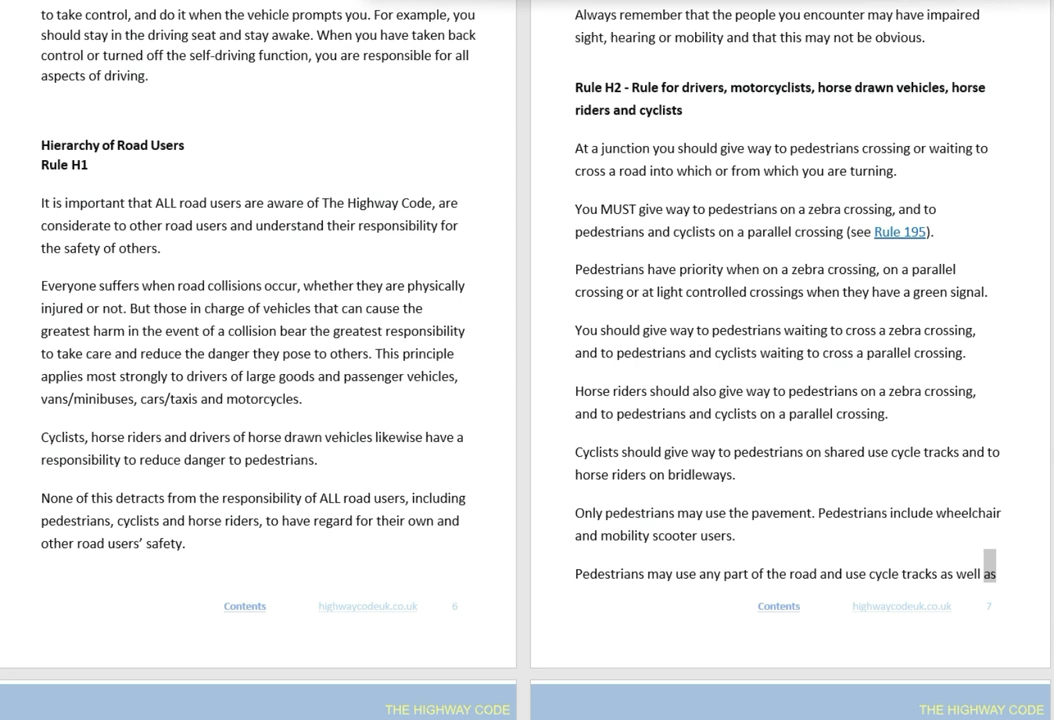 to take control, and do it when the vehicle prompts you. For example, you
should stay in the driving seat and stay awake. When you have taken back
control or turned off the self-driving function, you are responsible for all
aspects of driving.
Hierarchy of Road Users
Rule H1
It is important that ALL road users are aware of The Highway Code, are
considerate to other road users and understand their responsibility for
the safety of others.
Everyone suffers when road collisions occur, whether they are physically
injured or not. But those in charge of vehicles that can cause the
greatest harm in the event of a collision bear the greatest responsibility
to take care and reduce the danger they pose to others. This principle
applies most strongly to drivers of large goods and passenger vehicles,
vans/minibuses, cars/taxis and motorcycles.
Cyclists, horse riders and drivers of horse drawn vehicles likewise have a
responsibility to reduce danger to pedestrians.
None of this detracts from the responsibility of ALL road users, including
pedestrians, cyclists and horse riders, to have regard for their own and
other road users’ safety.
Contents highwaycodeuk.co.uk 6
THE HIGHWAY CODE
Always remember that the people you encounter may have impaired
sight, hearing or mobility and that this may not be obvious.
Rule H2 - Rule for drivers, motorcyclists, horse drawn vehicles, horse
riders and cyclists
At a junction you should give way to pedestrians crossing or waiting to
cross a road into which or from which you are turning.
You MUST give way to pedestrians on a zebra crossing, and to
pedestrians and cyclists on a parallel crossing (see Rule 195).
Pedestrians have priority when on a zebra crossing, on a parallel
crossing or at light controlled crossings when they have a green signal.
You should give way to pedestrians waiting to cross a zebra crossing,
and to pedestrians and cyclists waiting to cross a parallel crossing.
Horse riders should also give way to pedestrians on a zebra crossing,
and to pedestrians and cyclists on a parallel crossing.
Cyclists should give way to pedestrians on shared use cycle tracks and to
horse riders on bridleways.
Only pedestrians may use the pavement. Pedestrians include wheelchair
and mobility scooter users.
Pedestrians may use any part of the road and use cycle tracks as well as
Contents highwaycodeuk.co.uk 7
THE HIGHWAY CODE